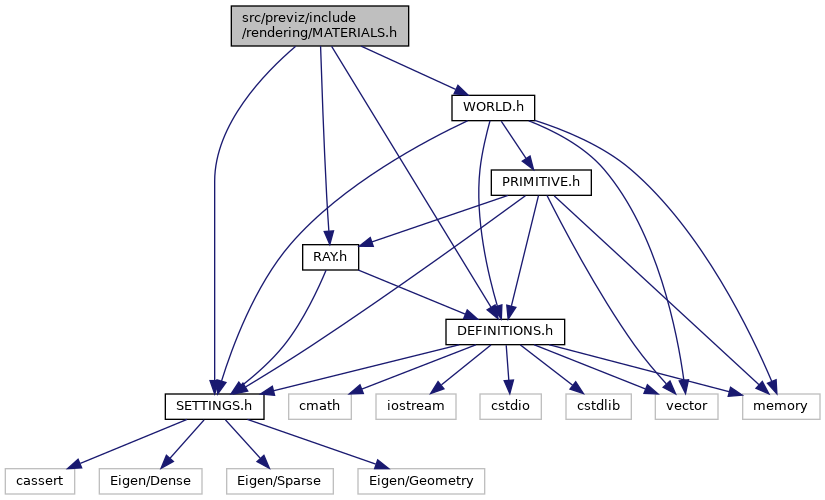 src/previz/include
/rendering/MATERIALS.h
WORLD.h
PRIMITIVE.h
RAY.h
DEFINITIONS.h
SETTINGS.h
cmath
iostream
cstdio
cstdlib
vector
memory
cassert
Eigen/Dense
Eigen/Sparse
Eigen/Geometry